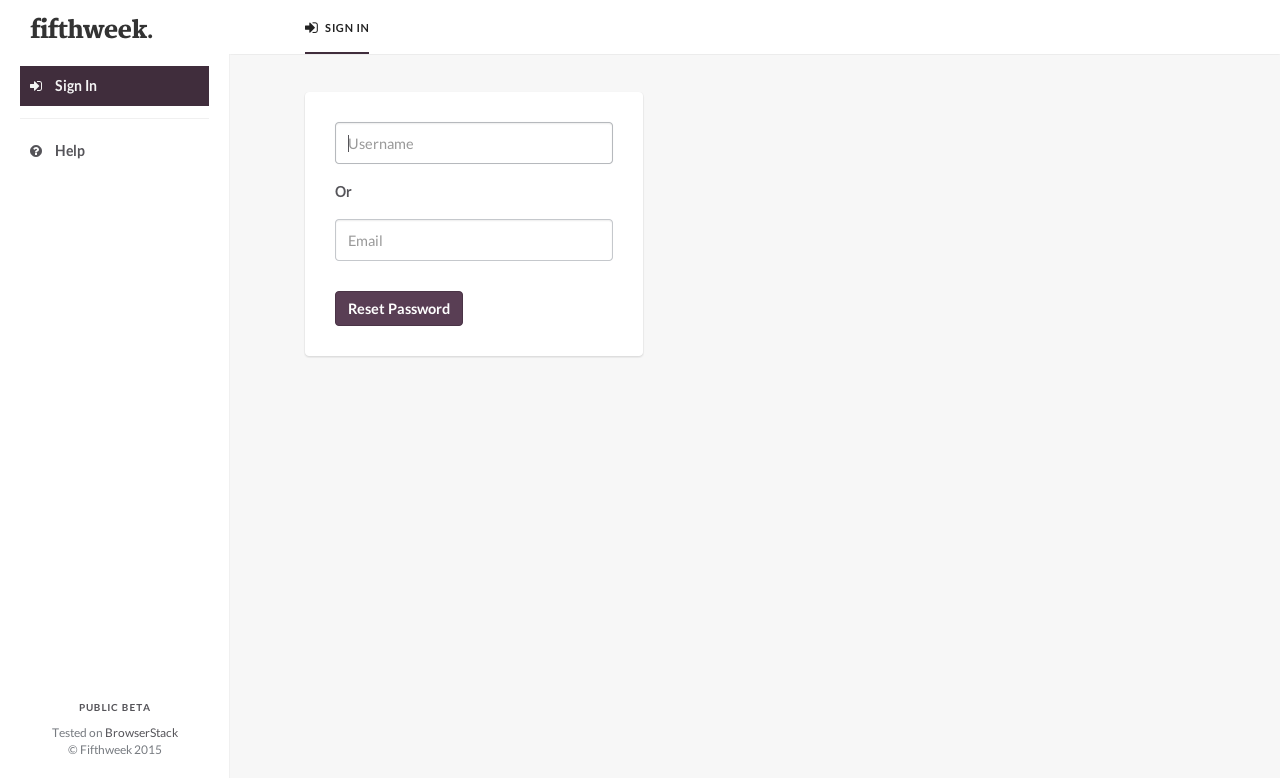 fifthweek.
SIGN IN
Sign In
Help
Username
Or
Email
Reset Password
PUBLIC BETA
Tested on BrowserStack
© Fifthweek 2015